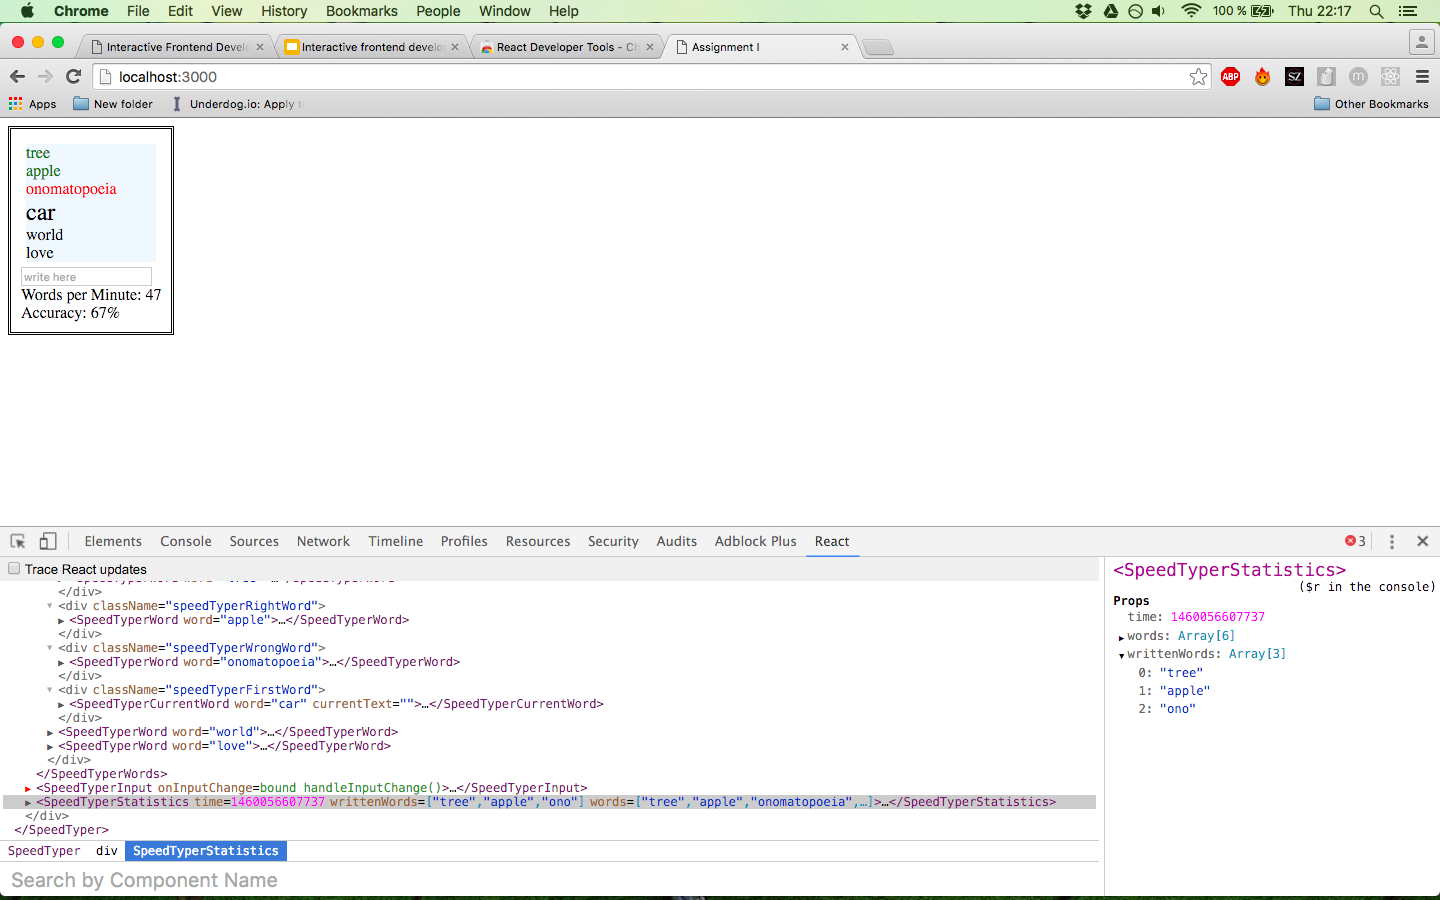 Chrome File Edit View History Bookmarks People Window Help 100 % Thu 22:17
Interactive Frontend Develo Interactive frontend develo React Developer Tools - Ch Assignment I
localhost:3000 ABP SZ m
Apps New folder Underdog.io: Apply t Other Bookmarks
tree
apple
onomatopoeia
car
world
love
write here
Words per Minute: 47
Accuracy: 67%
Elements Console Sources Network Timeline Profiles Resources Security Audits Adblock Plus React 3
Trace React updates
</div>
<div className="speedTyperRightWord">
<SpeedTyperWord word="apple">…</SpeedTyperWord>
</div>
<div className="speedTyperWrongWord">
<SpeedTyperWord word="onomatopoeia">…</SpeedTyperWord>
</div>
<div className="speedTyperFirstWord">
<SpeedTyperCurrentWord word="car" currentText="">…</SpeedTyperCurrentWord>
</div>
<SpeedTyperWord word="world">…</SpeedTyperWord>
<SpeedTyperWord word="love">…</SpeedTyperWord>
</div>
</SpeedTyperWords>
<SpeedTyperInput onInputChange=bound handleInputChange()>…</SpeedTyperInput>
<SpeedTyperStatistics time=1460056607737 writtenWords=["tree","apple","ono"] words=["tree","apple","onomatopoeia",…]>…</SpeedTyperStatistics>
</div>
</SpeedTyper>
SpeedTyper div SpeedTyperStatistics
Search by Component Name
<SpeedTyperStatistics>
($r in the console)
Props
time: 1460056607737
words: Array[6]
writtenWords: Array[3]
0: "tree"
1: "apple"
2: "ono"